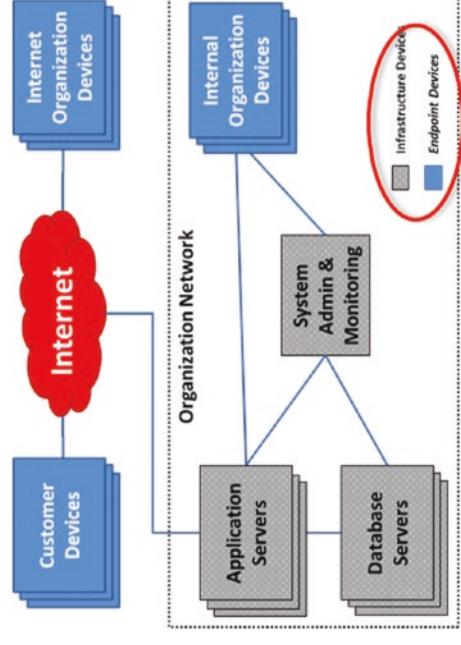 Customer
Devices
Internet
Internet
Organization
Devices
Organization Network
Application
Servers
Database
Servers
System
Admin &
Monitoring
Internal
Organization
Devices
Infrastructure Devices
Endpoint Devices